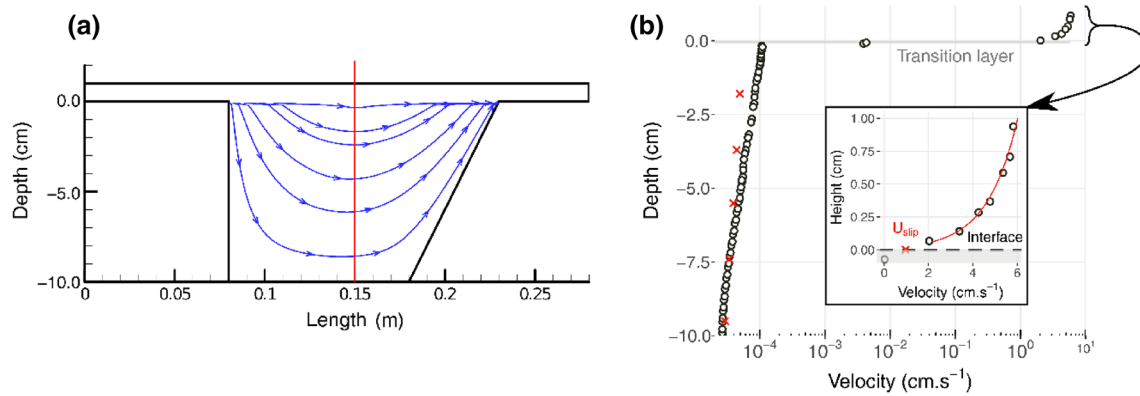 (a)
Depth (cm)
0.0
−5.0
−10.0
0
0.05
0.1
0.15
0.2
0.25
Length (m)
(b)
Depth (cm)
0.0
−2.5
−5.0
−7.5
−10.0
Transition layer
10⁻⁴
10⁻³
10⁻²
10⁻¹
10⁰
10¹
Velocity (cm.s⁻¹)
Height (cm)
1.00
0.75
0.50
0.25
0.00
U_slip
Interface
0
2
4
6
Velocity (cm.s⁻¹)